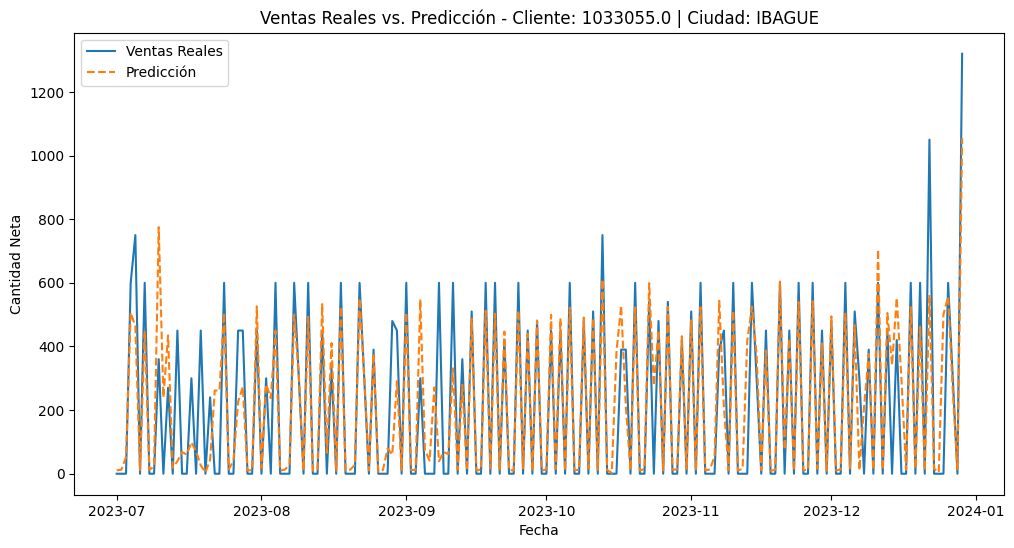 Ventas Reales vs. Predicción - Cliente: 1033055.0 | Ciudad: IBAGUE
Ventas Reales
Predicción
Cantidad Neta
1200
1000
800
600
400
200
0
2023-07
2023-08
2023-09
2023-10
2023-11
2023-12
2024-01
Fecha